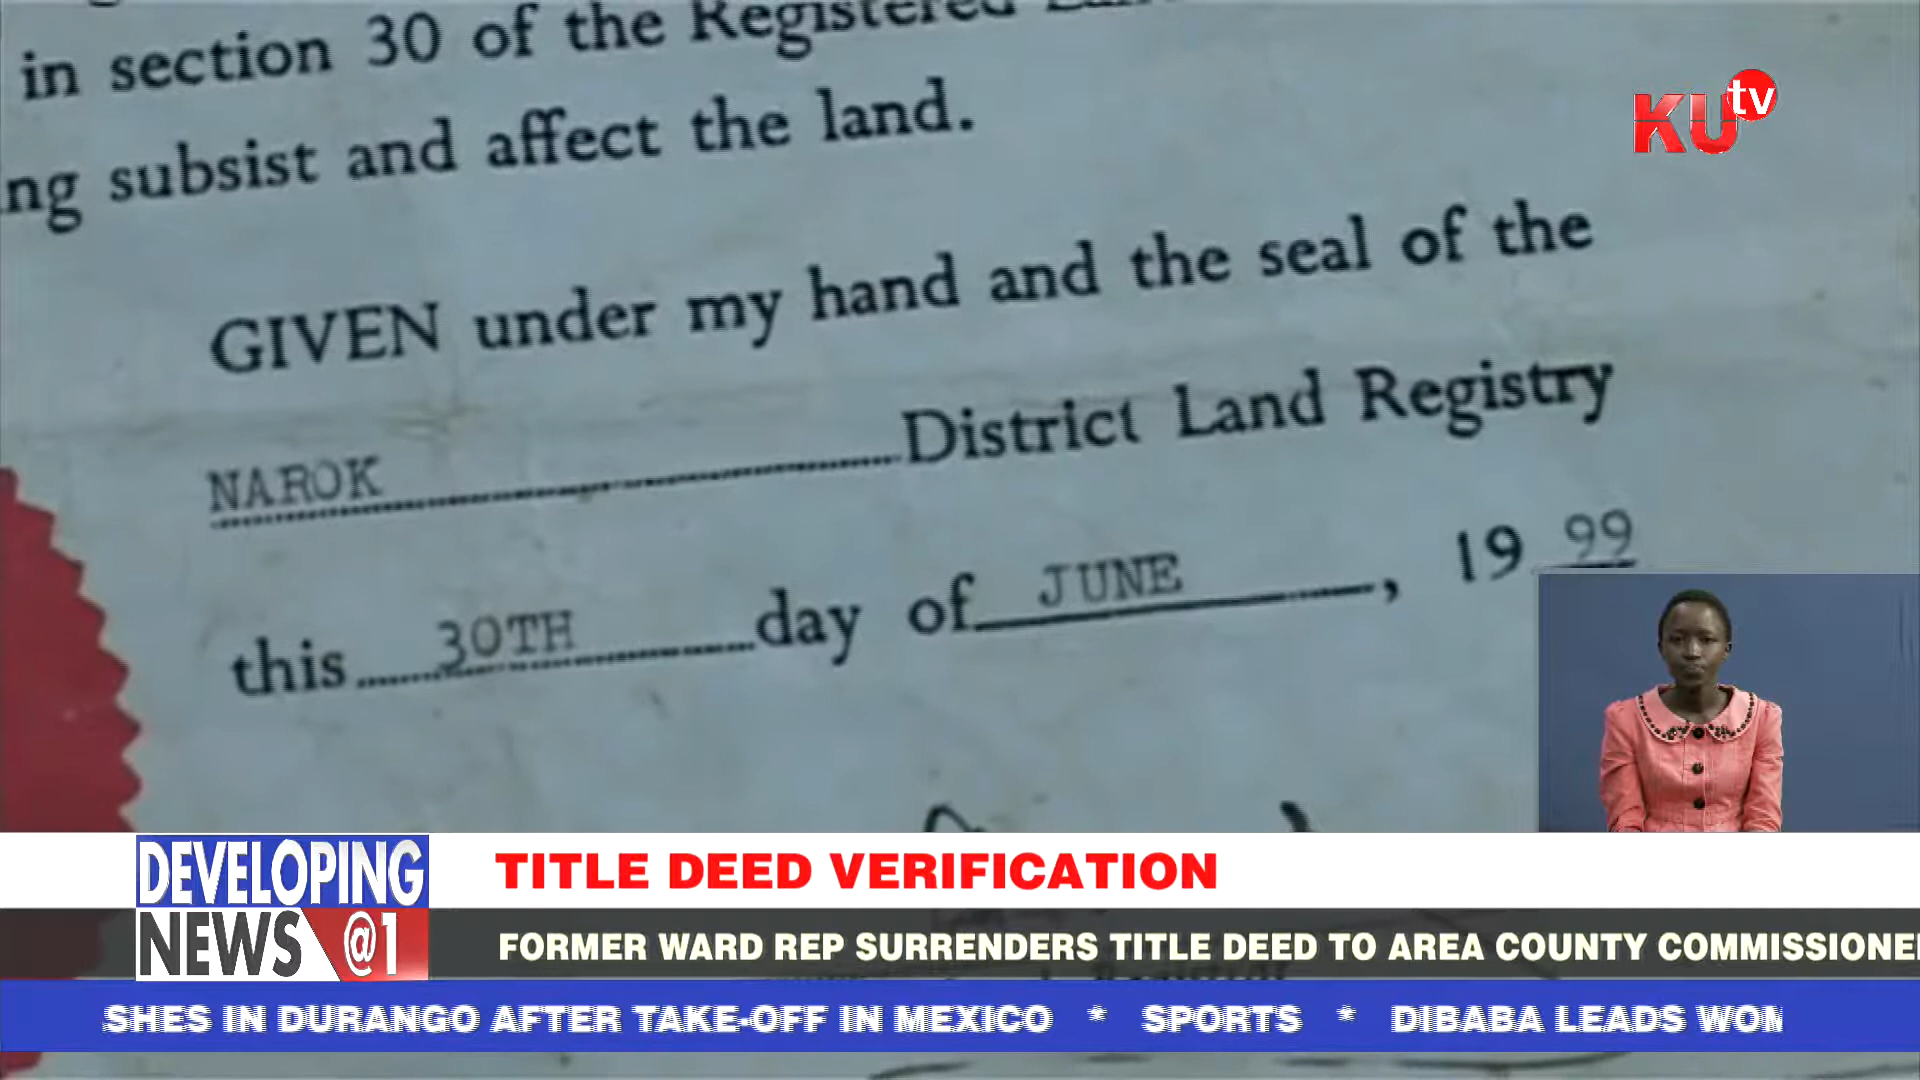 in section 30 of the Registered
ng subsist and affect the land.
KU tv
GIVEN under my hand and the seal of the
NAROK District Land Registry
this 30TH day of JUNE, 19 99
DEVELOPING
NEWS @1
TITLE DEED VERIFICATION
FORMER WARD REP SURRENDERS TITLE DEED TO AREA COUNTY COMMISSIONE
SHES IN DURANGO AFTER TAKE-OFF IN MEXICO * SPORTS * DIBABA LEADS WOM